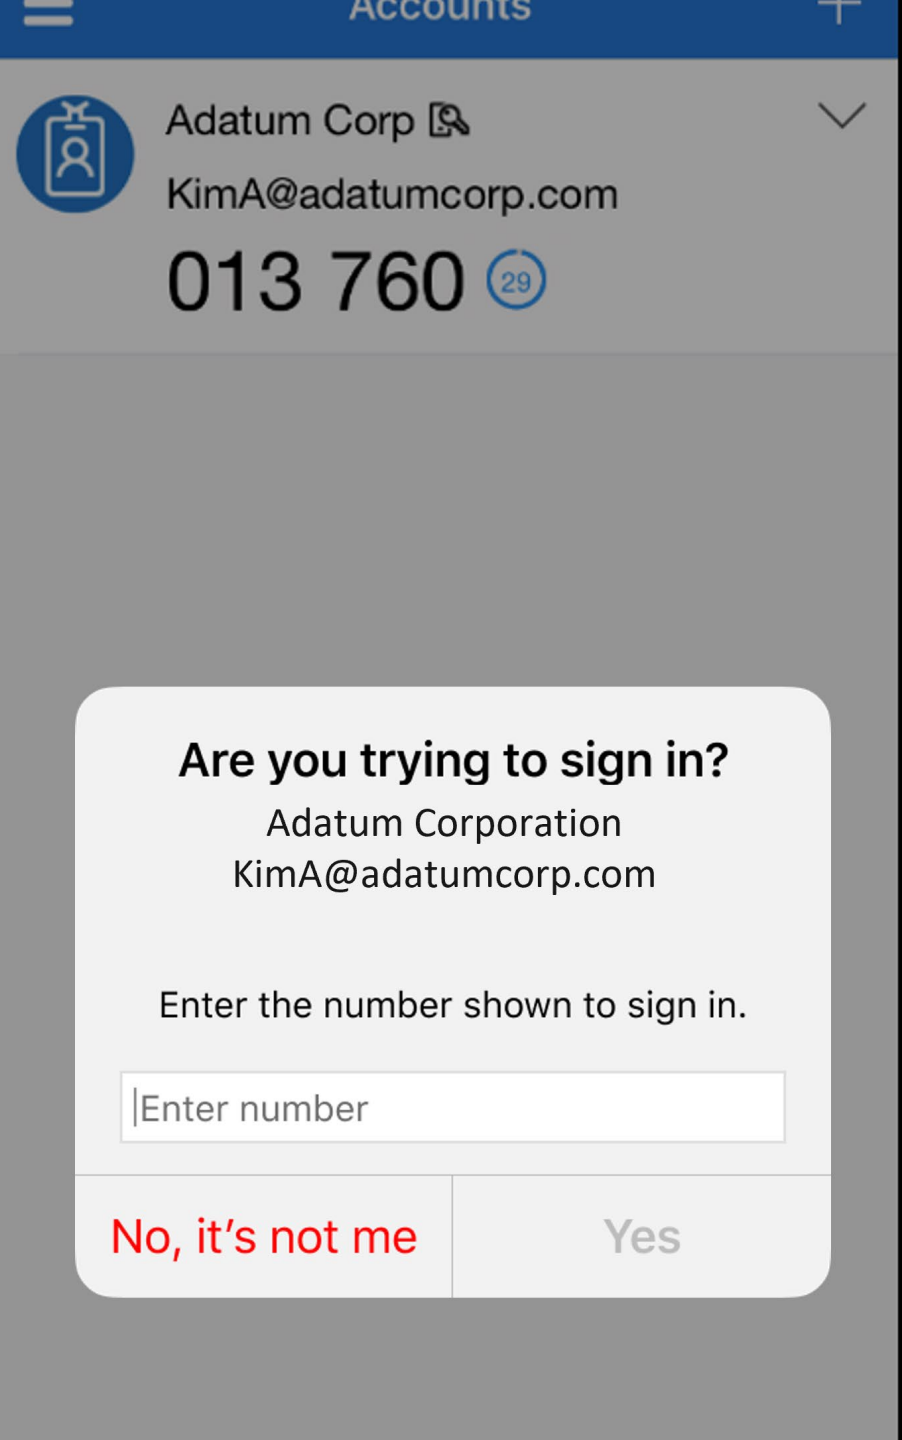 Accounts
Adatum Corp
KimA@adatumcorp.com
013 760
29
Are you trying to sign in?
Adatum Corporation
KimA@adatumcorp.com
Enter the number shown to sign in.
Enter number
No, it’s not me
Yes